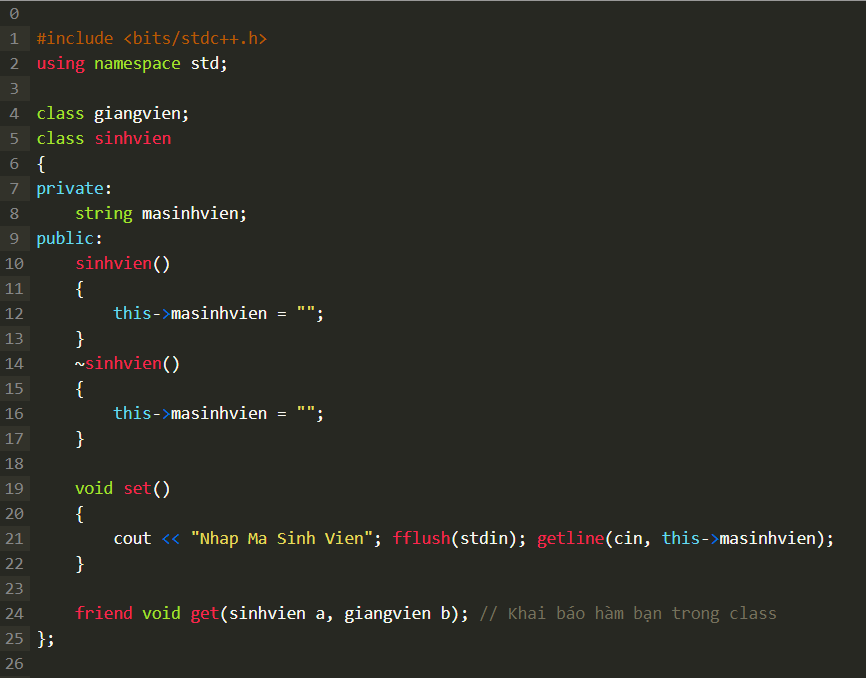 0
1 #include <bits/stdc++.h>
2 using namespace std;
3
4 class giangvien;
5 class sinhvien
6 {
7 private:
8     string masinhvien;
9 public:
10     sinhvien()
11     {
12         this->masinhvien = "";
13     }
14     ~sinhvien()
15     {
16         this->masinhvien = "";
17     }
18
19     void set()
20     {
21         cout << "Nhap Ma Sinh Vien"; fflush(stdin); getline(cin, this->masinhvien);
22     }
23
24     friend void get(sinhvien a, giangvien b); // Khai báo hàm bạn trong class
25 };
26